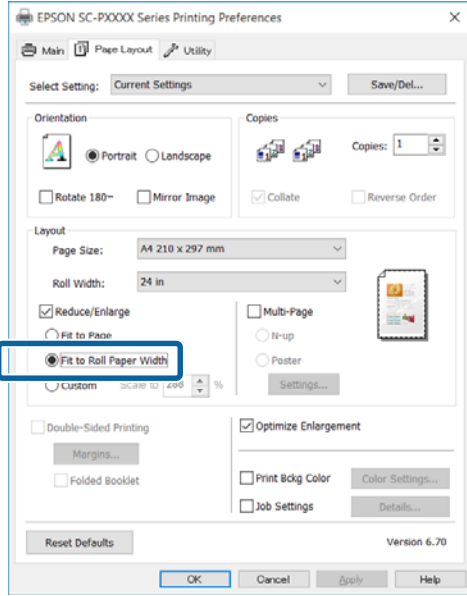 EPSON SC-PXXXX Series Printing Preferences
Main Page Layout Utility
Select Setting: Current Settings Save/Del...
Orientation Copies
Portrait Landscape Copies: 1
Rotate 180~ Mirror Image Collate Reverse Order
Layout
Page Size: A4 210 x 297 mm
Roll Width: 24 in
Reduce/Enlarge Multi-Page
Fit to Page N-up
Fit to Roll Paper Width Poster
Custom Scale to %  Settings...
Double-Sided Printing Optimize Enlargement
Margins...
Folded Booklet Print Bckg Color Color Settings...
Job Settings Details...
Reset Defaults Version 6.70
OK Cancel Apply Help